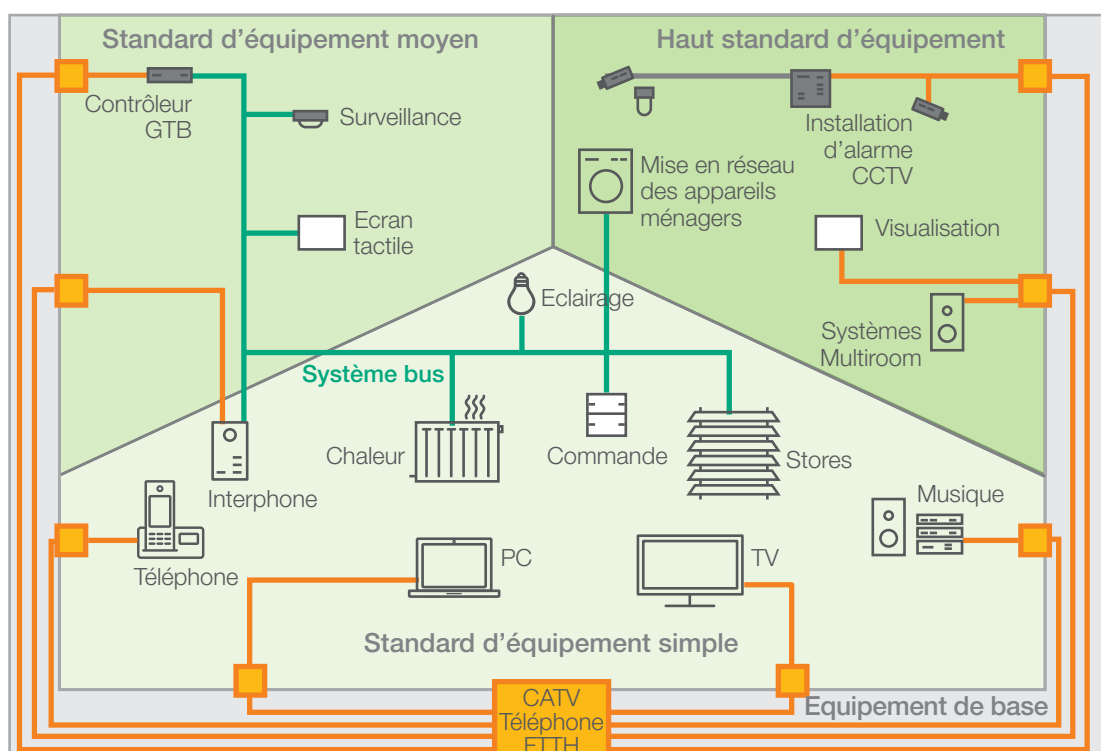 Standard d’équipement moyen
Haut standard d’équipement
Contrôleur
GTB
Surveillance
Installation
d’alarme
CCTV
Mise en réseau
des appareils
ménagers
Ecran
tactile
Visualisation
Eclairage
Systèmes
Multiroom
Système bus
Chaleur
Commande
Stores
Interphone
Musique
Téléphone
PC
TV
Standard d’équipement simple
CATV
Téléphone
FTTH
Equipement de base